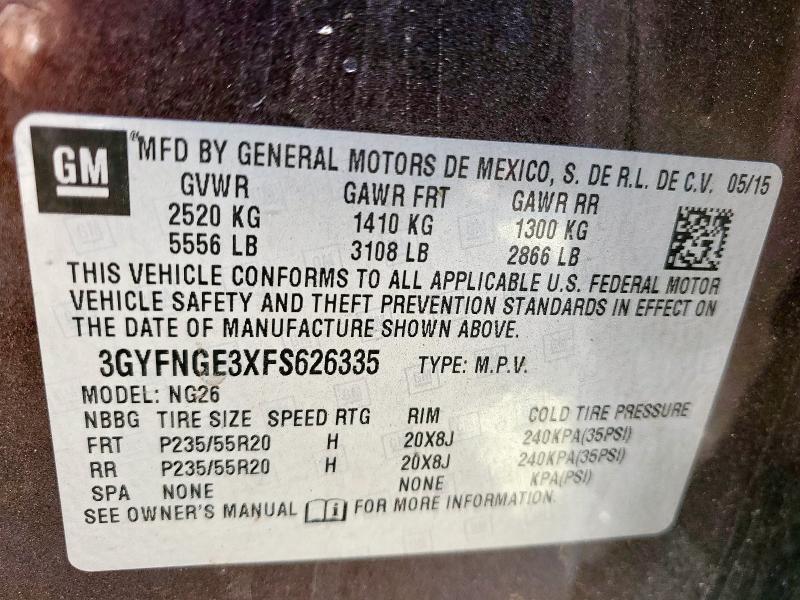 GM
MFD BY GENERAL MOTORS DE MEXICO, S. DE R.L. DE C.V. 05/15
GVWR GAWR FRT GAWR RR
2520 KG 1410 KG 1300 KG
5556 LB 3108 LB 2866 LB
THIS VEHICLE CONFORMS TO ALL APPLICABLE U.S. FEDERAL MOTOR
VEHICLE SAFETY AND THEFT PREVENTION STANDARDS IN EFFECT ON
THE DATE OF MANUFACTURE SHOWN ABOVE.
3GYFNGE3XFS626335 TYPE: M.P.V.
MODEL: NG26
NBBG TIRE SIZE SPEED RTG RIM COLD TIRE PRESSURE
FRT P235/55R20 H 20X8J 240KPA(35PSI)
RR P235/55R20 H 20X8J 240KPA(35PSI)
SPA NONE NONE KPA(PSI)
SEE OWNER'S MANUAL FOR MORE INFORMATION.